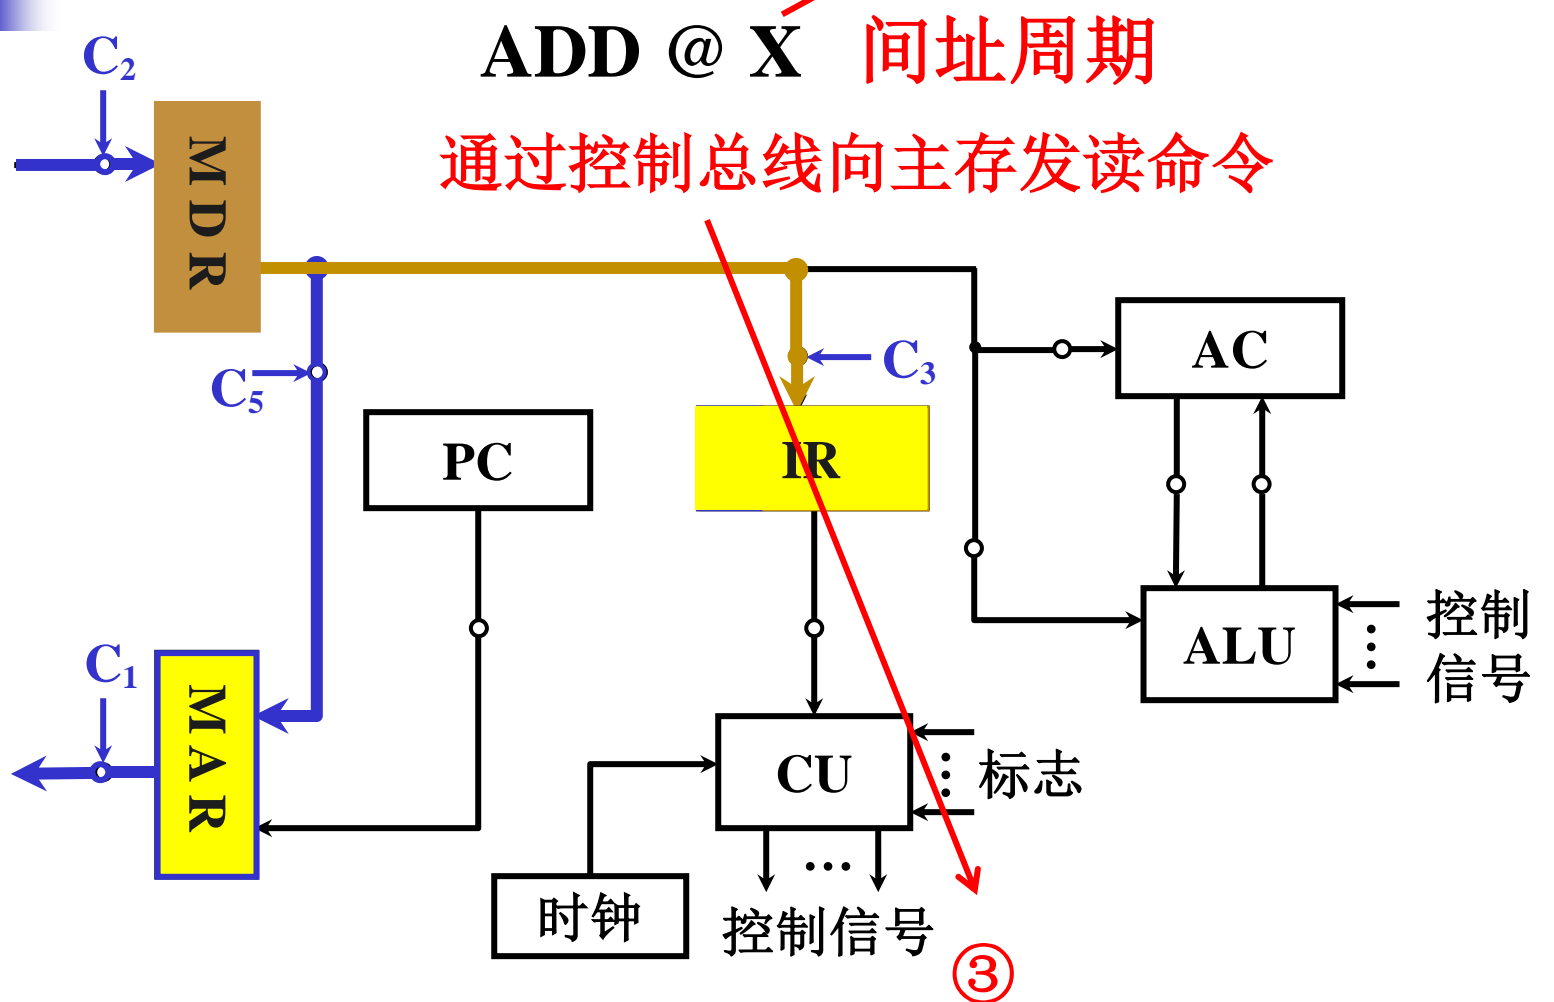 ADD @ X 间址周期
C2
通过控制总线向主存发读命令
MDR
C3
AC
C5
PC
IR
控制
信号
ALU
C1
MAR
CU
标志
…
时钟
控制信号
③